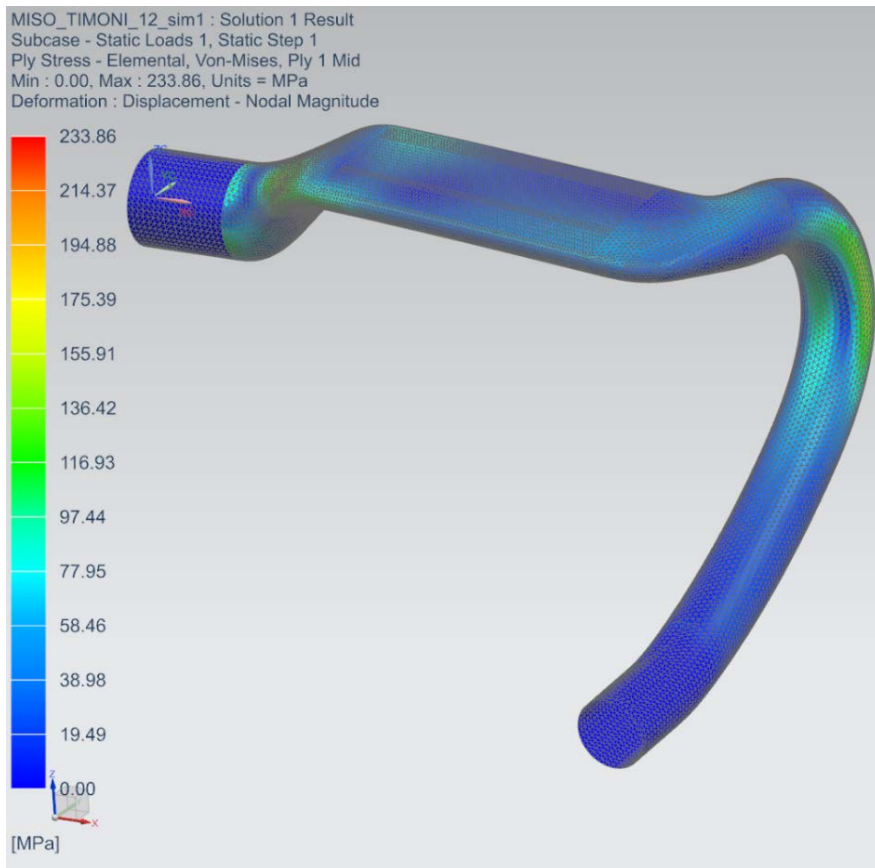 MISO_TIMONI_12_sim1 : Solution 1 Result
Subcase - Static Loads 1, Static Step 1
Ply Stress - Elemental, Von-Mises, Ply 1 Mid
Min : 0.00, Max : 233.86, Units = MPa
Deformation : Displacement - Nodal Magnitude
233.86
214.37
194.88
175.39
155.91
136.42
116.93
97.44
77.95
58.46
38.98
19.49
0.00
Z
X
[MPa]